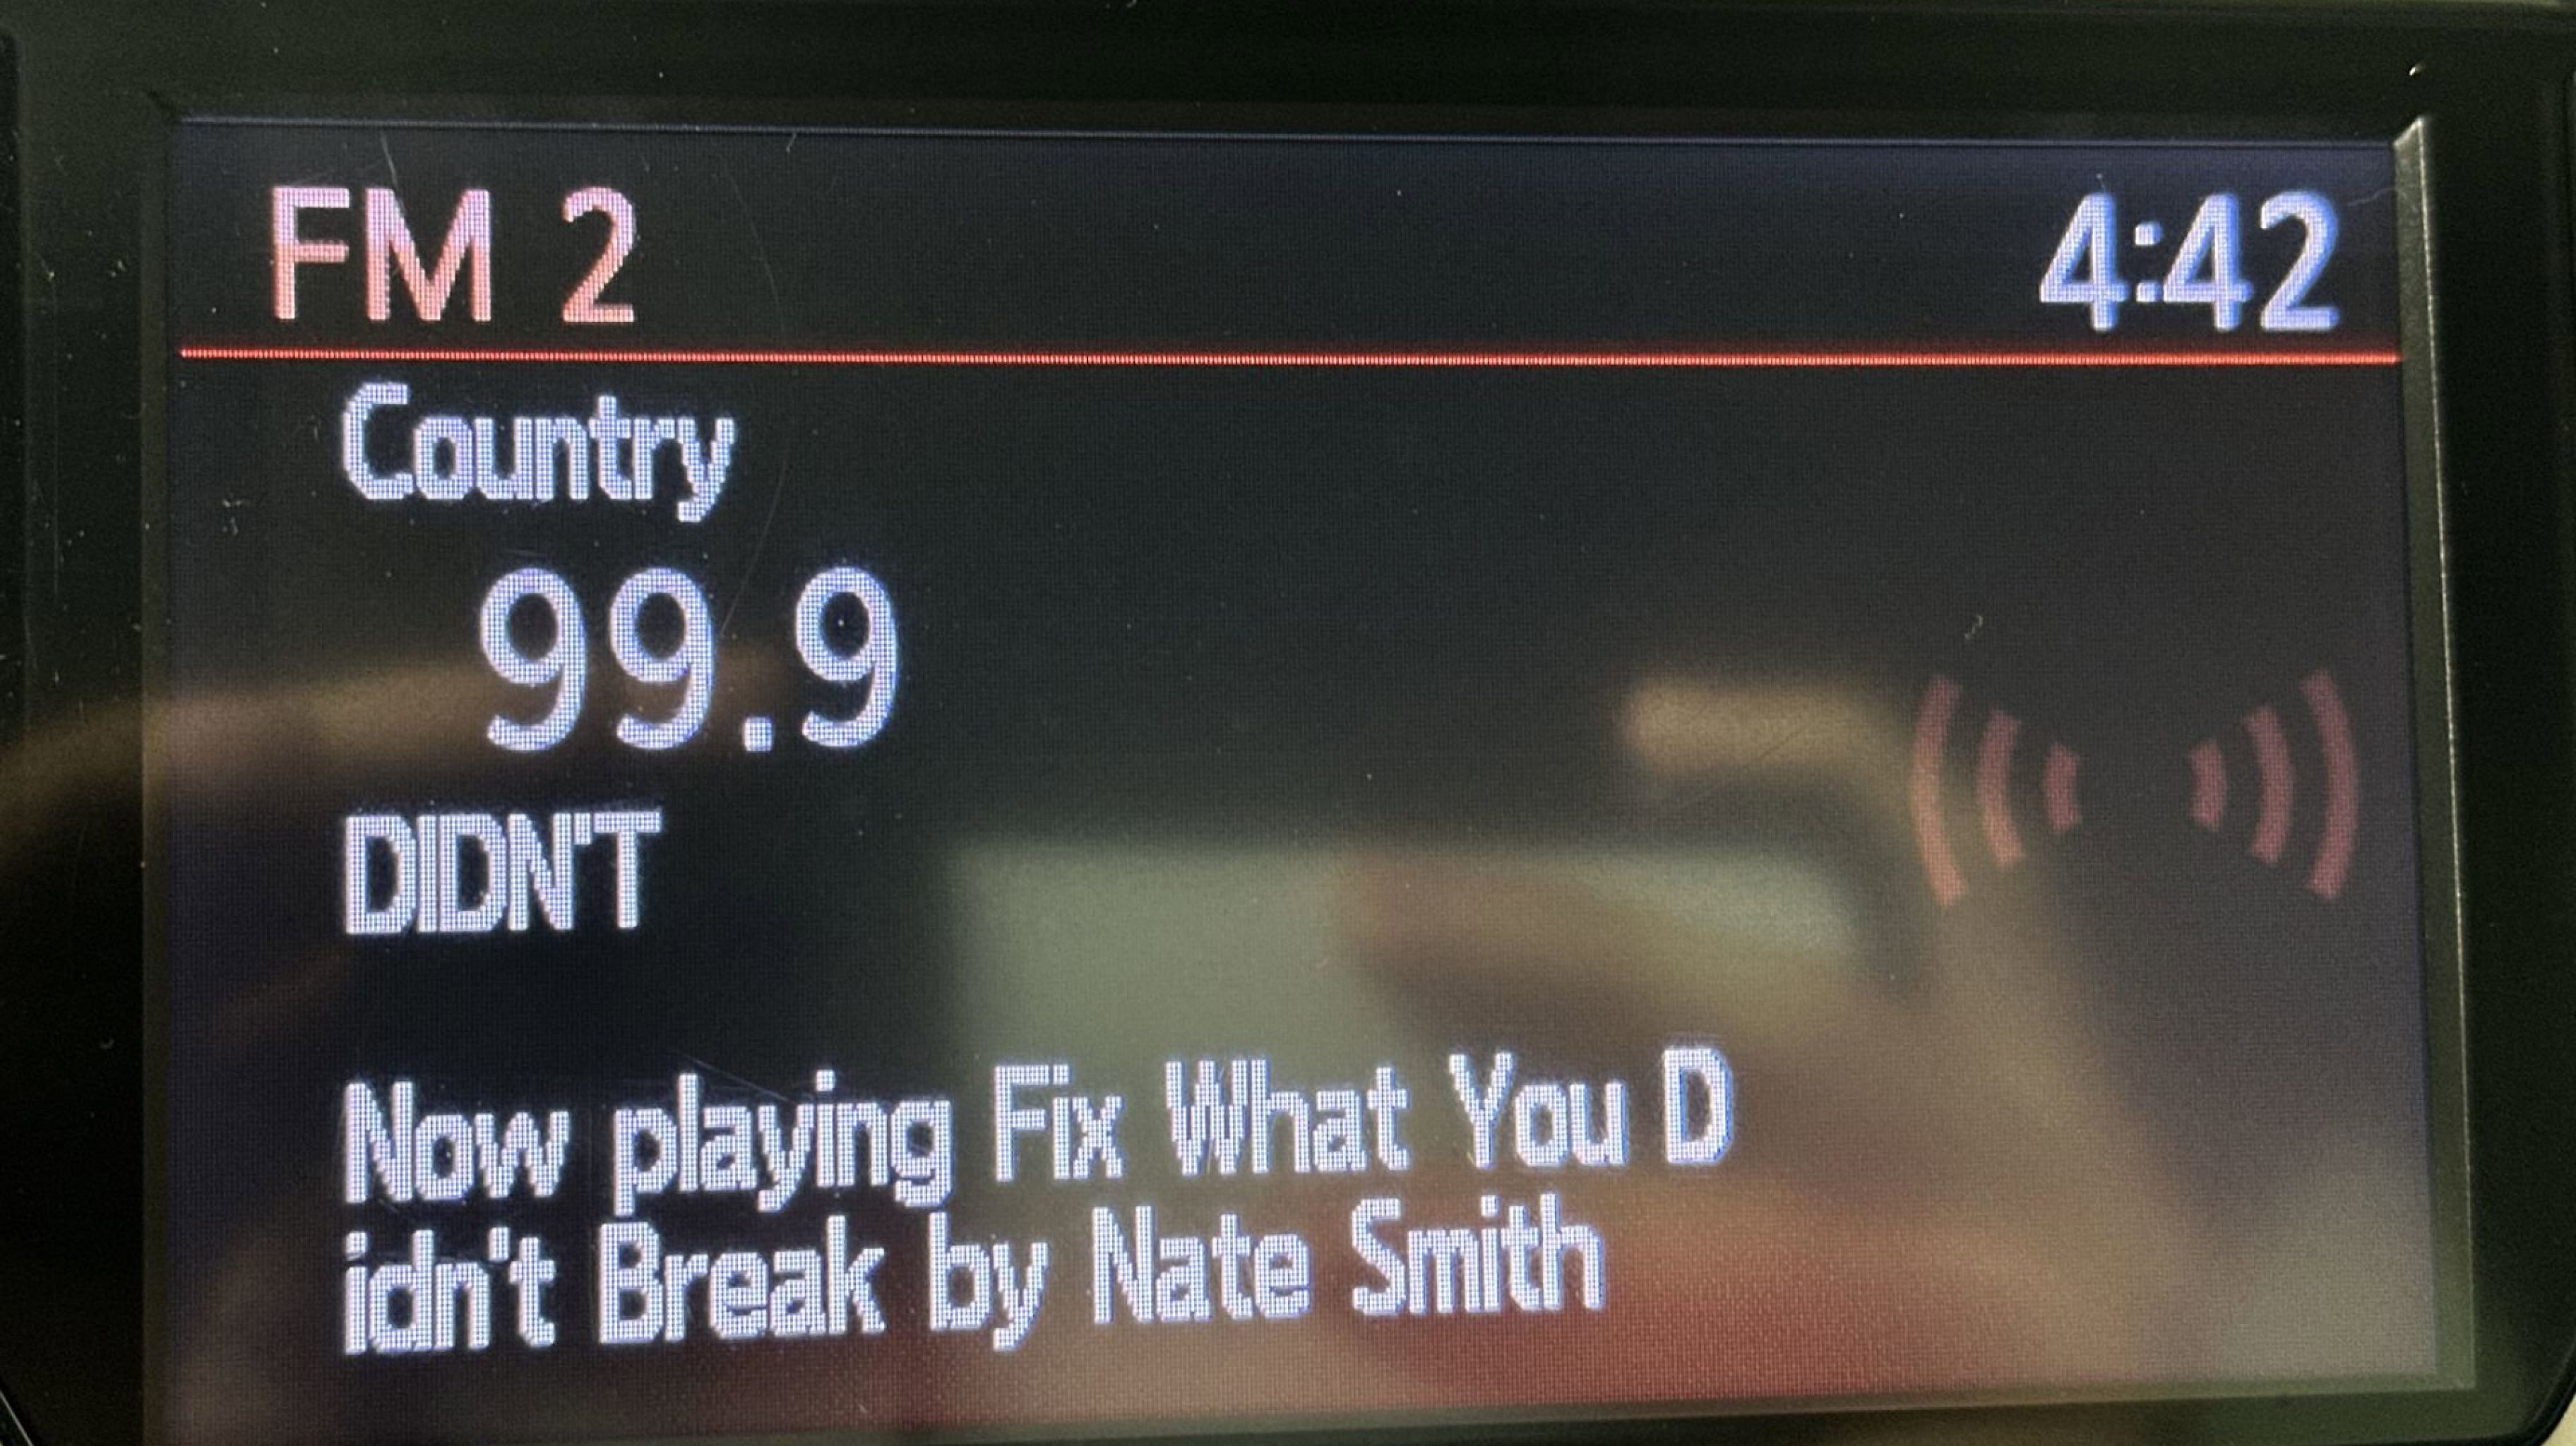 FM 2 4:42
Country
99.9
DIDN'T
Now playing Fix What You D
idn't Break by Nate Smith